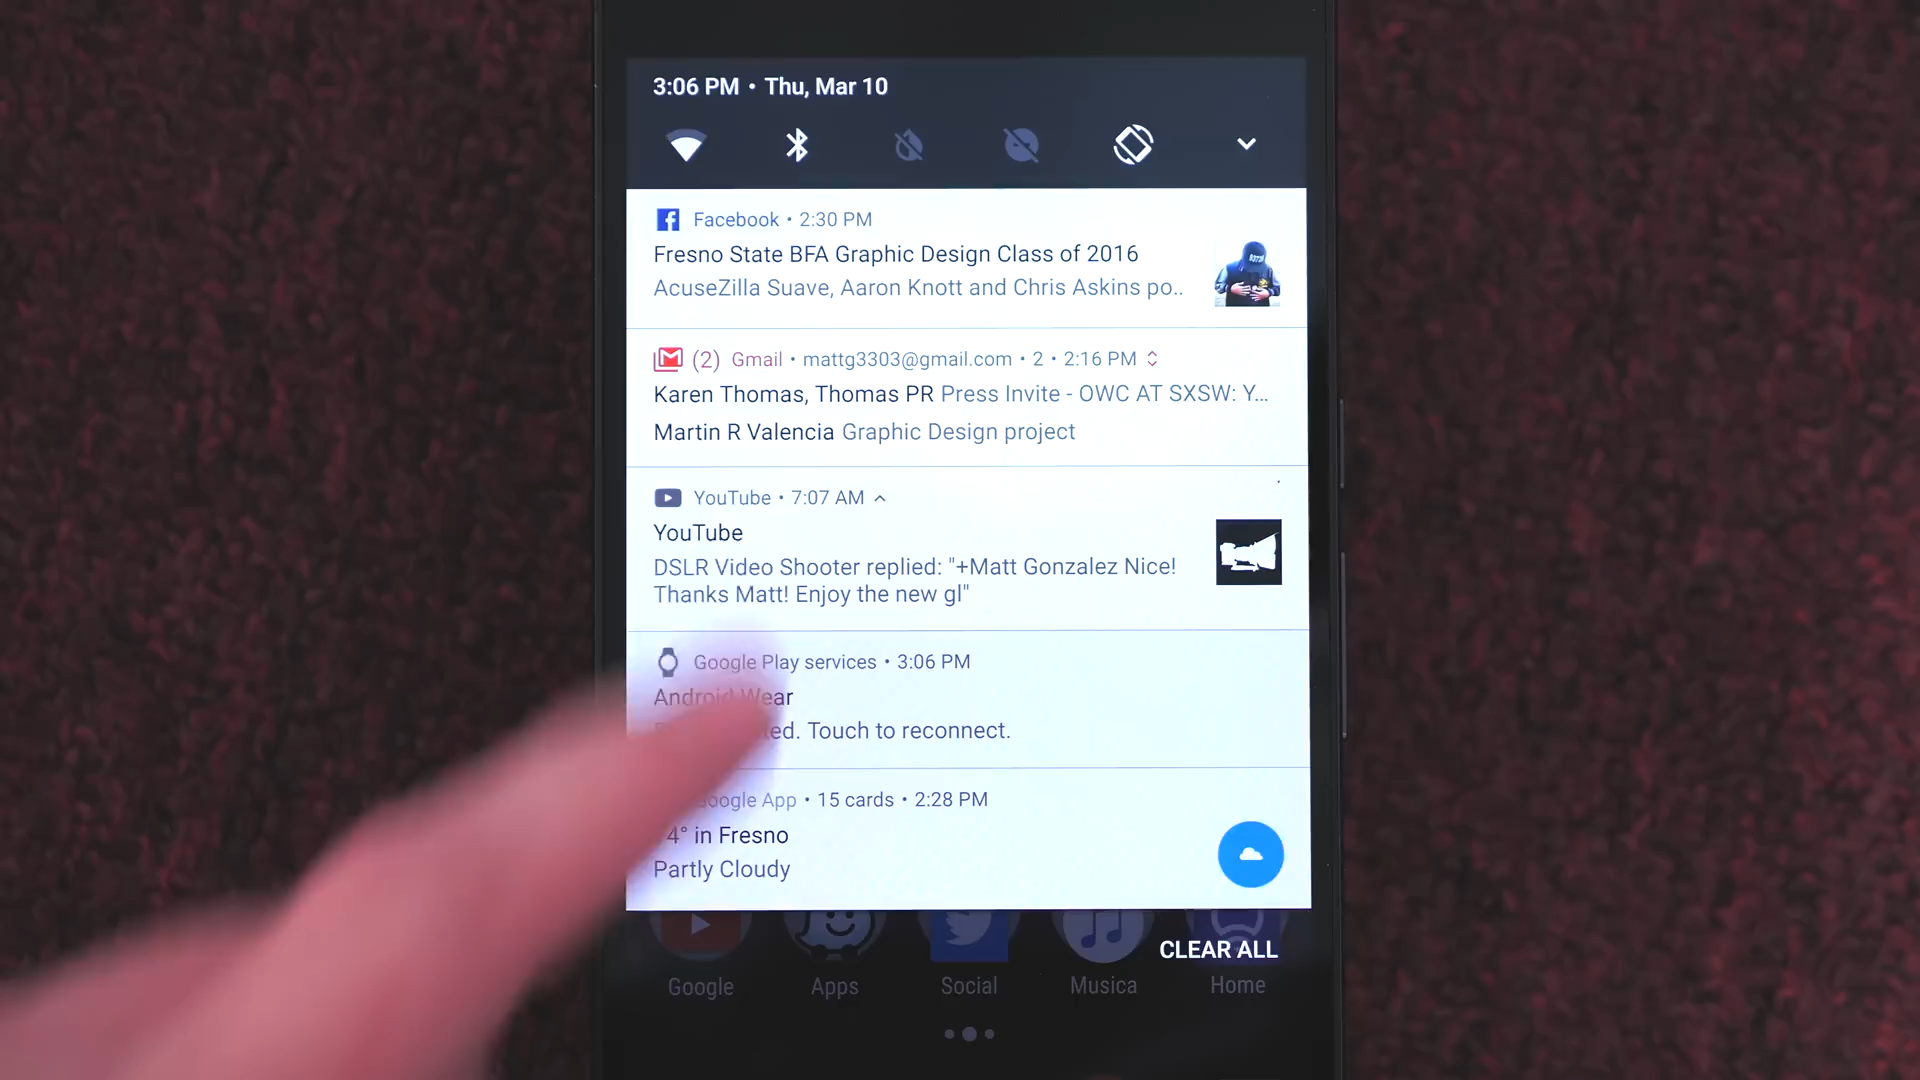 3:06 PM • Thu, Mar 10
Facebook • 2:30 PM
Fresno State BFA Graphic Design Class of 2016
AcuseZilla Suave, Aaron Knott and Chris Askins po..
(2) Gmail • mattg3303@gmail.com • 2 • 2:16 PM
Karen Thomas, Thomas PR Press Invite - OWC AT SXSW: Y...
Martin R Valencia Graphic Design project
YouTube • 7:07 AM
YouTube
DSLR Video Shooter replied: "+Matt Gonzalez Nice!
Thanks Matt! Enjoy the new gl"
Google Play services • 3:06 PM
Android Wear
Touch to reconnect.
Google App • 15 cards • 2:28 PM
4° in Fresno
Partly Cloudy
CLEAR ALL
Google Apps Social Musica Home